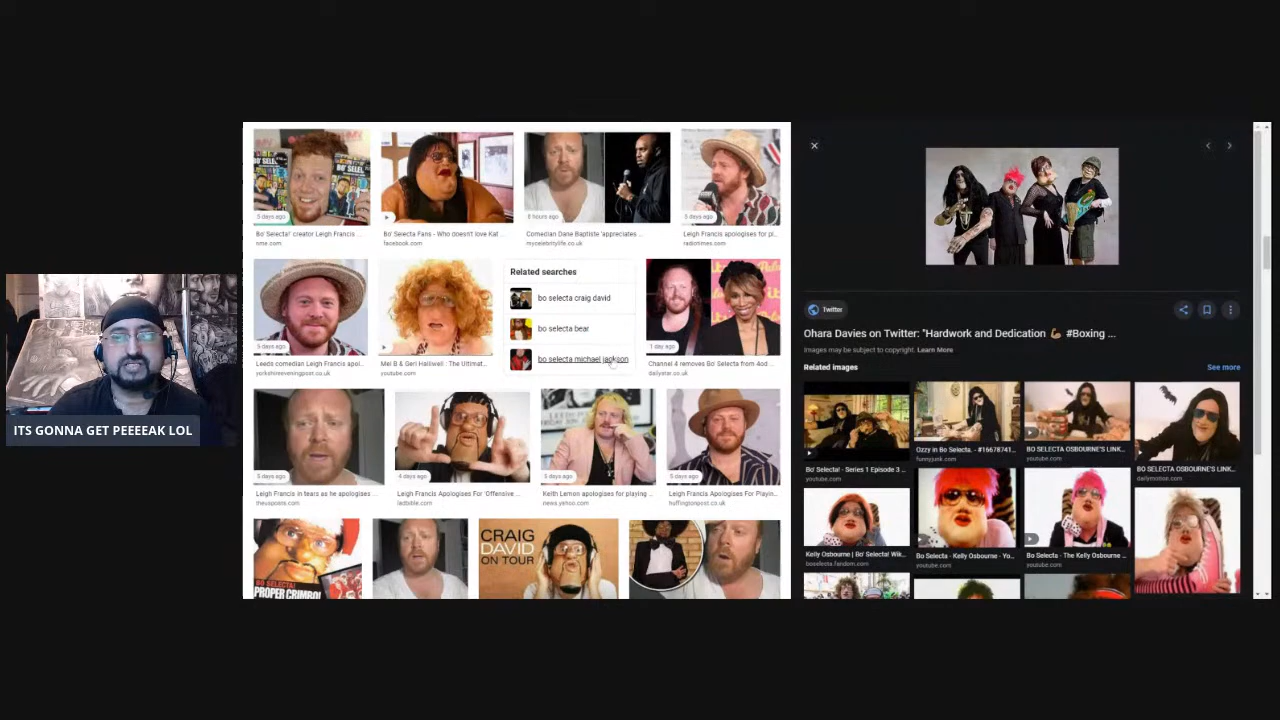 ITS GONNA GET PEEEEAK LOL
5 days ago
5 days ago
8 hours ago
Bo' Selecta! creator Leigh Francis ...
Bo' Selecta Fans - Who doesn't love Kat ...
Comedian Dane Baptiste 'appreciates ...
Leigh Francis apologises for pl...
nme.com
facebook.com
mycelebritylife.co.uk
radiotimes.com
Related searches
bo selecta craig david
bo selecta bear
bo selecta michael jackson
5 days ago
1 day ago
Leeds comedian Leigh Francis apol...
Mel B & Geri Halliwell : The Ultimat...
Channel 4 removes Bo' Selecta from 4od ...
yorkshireeveningpost.co.uk
youtube.com
dailystar.co.uk
5 days ago
4 days ago
5 days ago
5 days ago
Leigh Francis in tears as he apologises ...
Leigh Francis Apologises For 'Offensive ...
Keith Lemon apologises for playing ...
Leigh Francis Apologises For Playin...
theusposts.com
ladbible.com
news.yahoo.com
huffingtonpost.co.uk
BO SELECTA!
PROPER CRIMBO!
CRAIG
DAVID
ON TOUR
Twitter
Ohara Davies on Twitter: "Hardwork and Dedication 💪 #Boxing ...
Images may be subject to copyright. Learn More
Related images
See more
Bo' Selecta! - Series 1 Episode 3 ...
youtube.com
Ozzy in Bo Selecta. - #16678741...
funnyjunk.com
BO SELECTA OSBOURNE'S LINK...
youtube.com
BO SELECTA OSBOURNE'S LINK...
dailymotion.com
Kelly Osbourne | Bo' Selecta! Wik...
boselecta.fandom.com
Bo Selecta - Kelly Osbourne - Yo...
youtube.com
Bo Selecta - The Kelly Osbourne ...
youtube.com